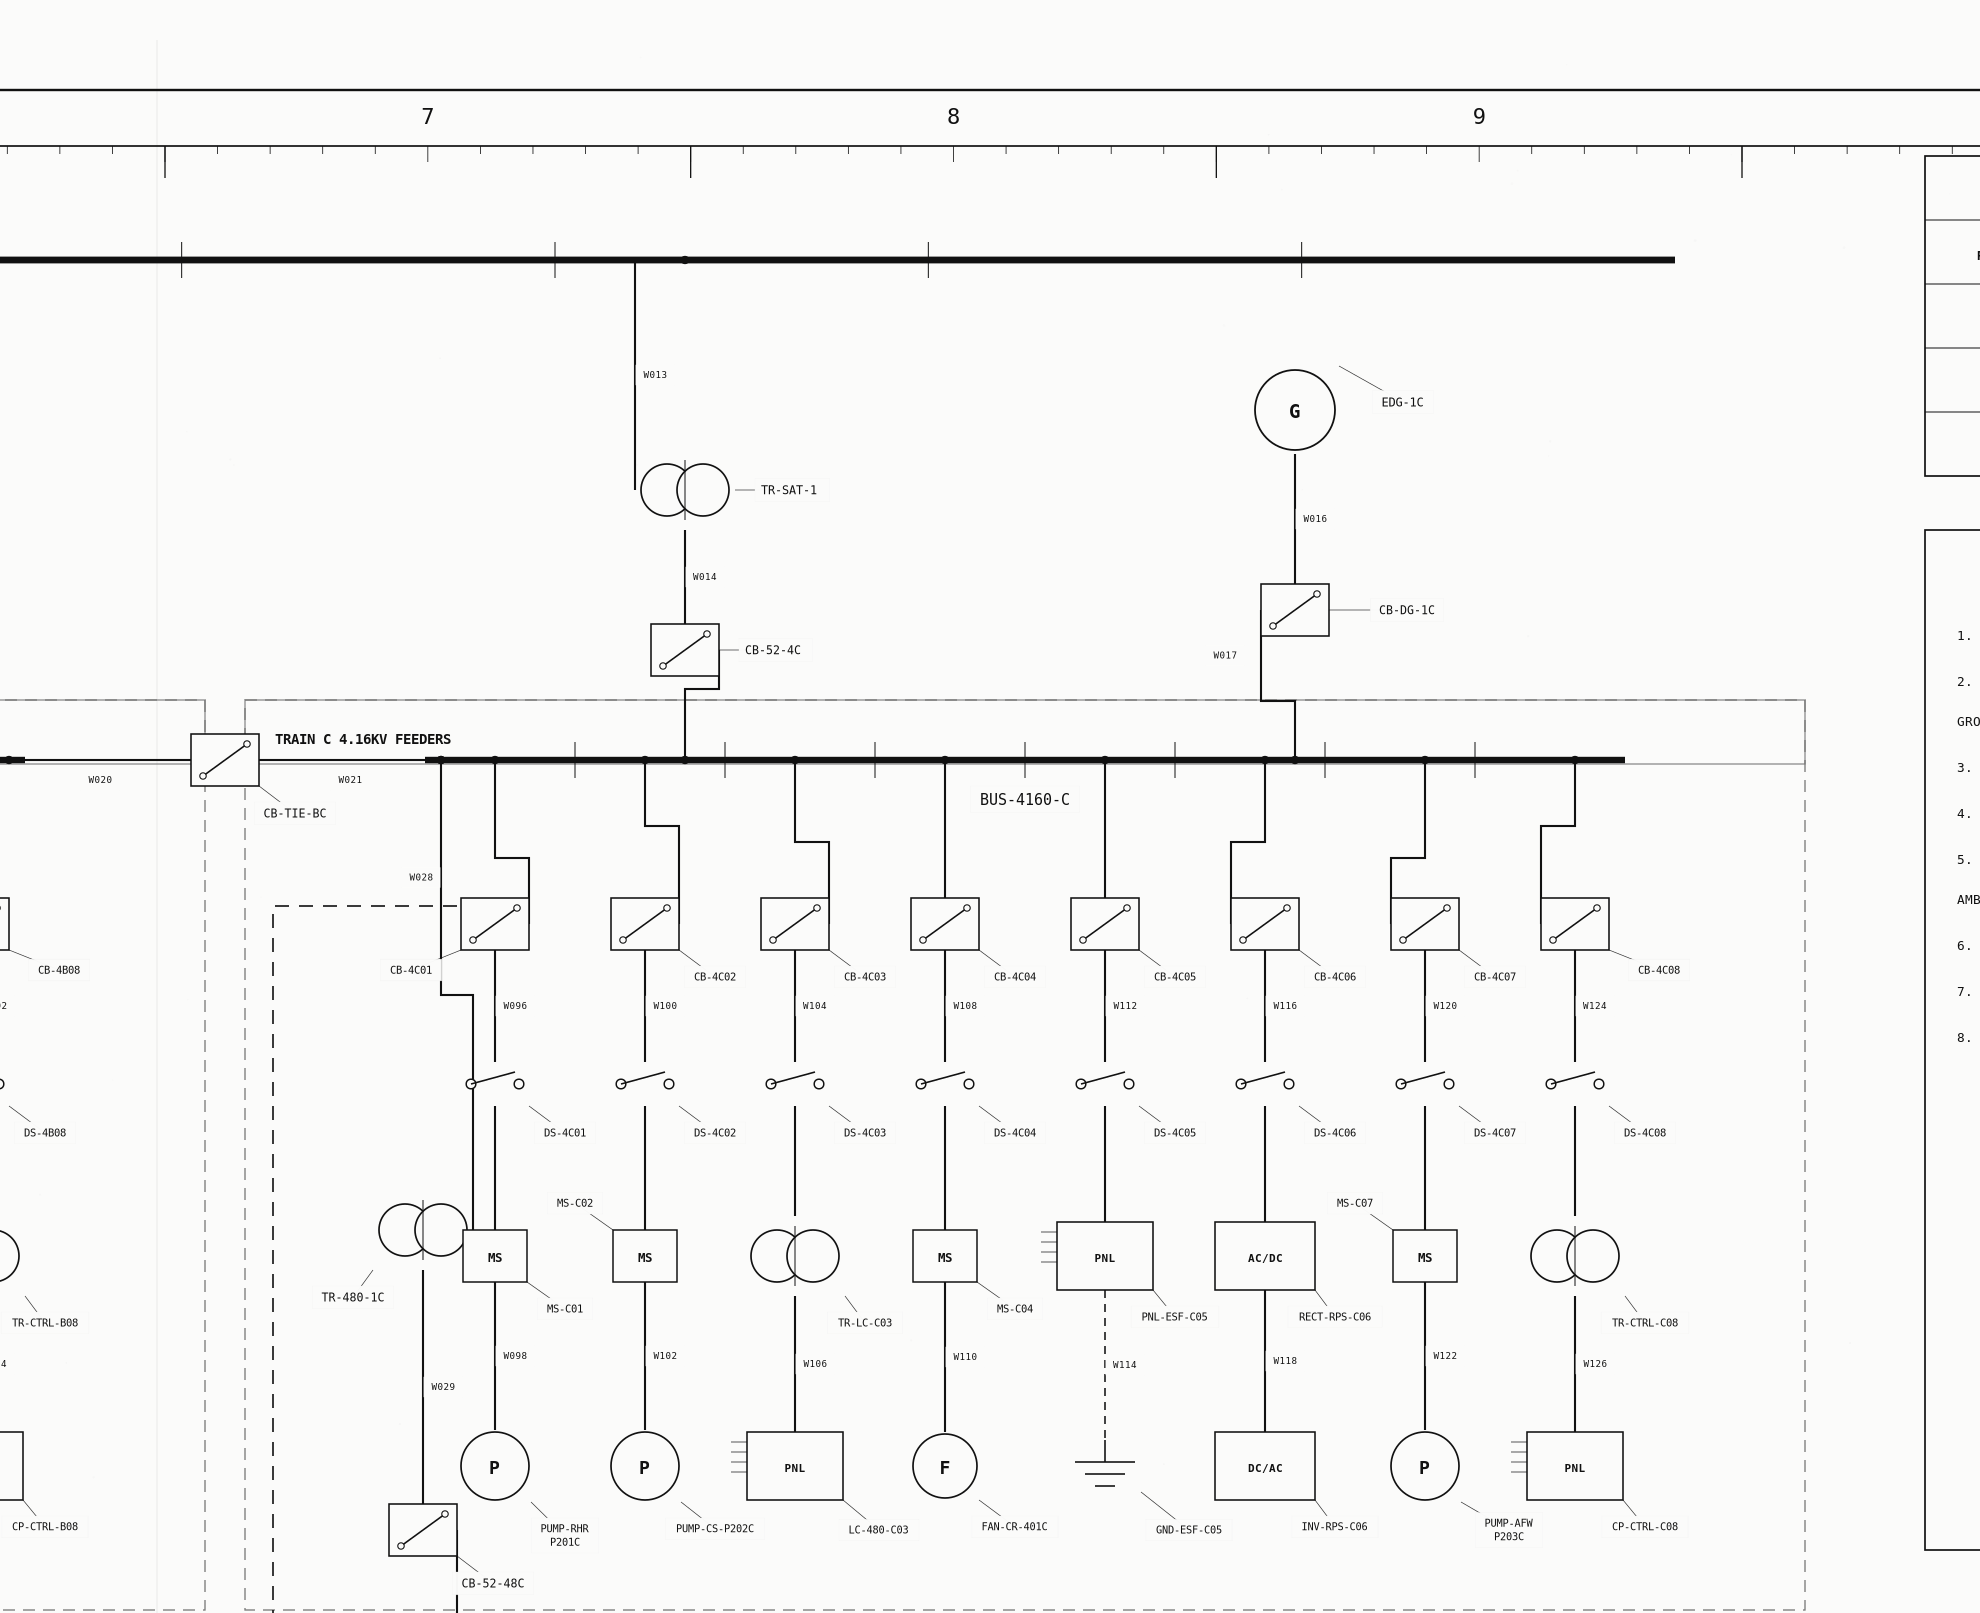 7 8 9
W013
G
EDG-1C
TR-SAT-1
W016
W014
CB-DG-1C
CB-52-4C
W017
1.
2.
TRAIN C 4.16KV FEEDERS
GRO
W020 W021
3.
BUS-4160-C
CB-TIE-BC
4.
5.
W028
AMB
6.
CB-4B08 CB-4C01 CB-4C02 CB-4C03 CB-4C04 CB-4C05 CB-4C06 CB-4C07 CB-4C08
7.
2 W096 W100 W104 W108 W112 W116 W120 W124
8.
DS-4B08 DS-4C01 DS-4C02 DS-4C03 DS-4C04 DS-4C05 DS-4C06 DS-4C07 DS-4C08
MS-C02 MS-C07
MS MS MS PNL AC/DC MS
TR-480-1C MS-C01 MS-C04 PNL-ESF-C05 RECT-RPS-C06
TR-CTRL-B08 TR-LC-C03 TR-CTRL-C08
4 W098 W102 W106 W110 W114 W118 W122 W126
W029
P P PNL F DC/AC P PNL
CP-CTRL-B08 PUMP-RHR PUMP-CS-P202C LC-480-C03 FAN-CR-401C GND-ESF-C05 INV-RPS-C06 PUMP-AFW CP-CTRL-C08
P201C P203C
CB-52-48C